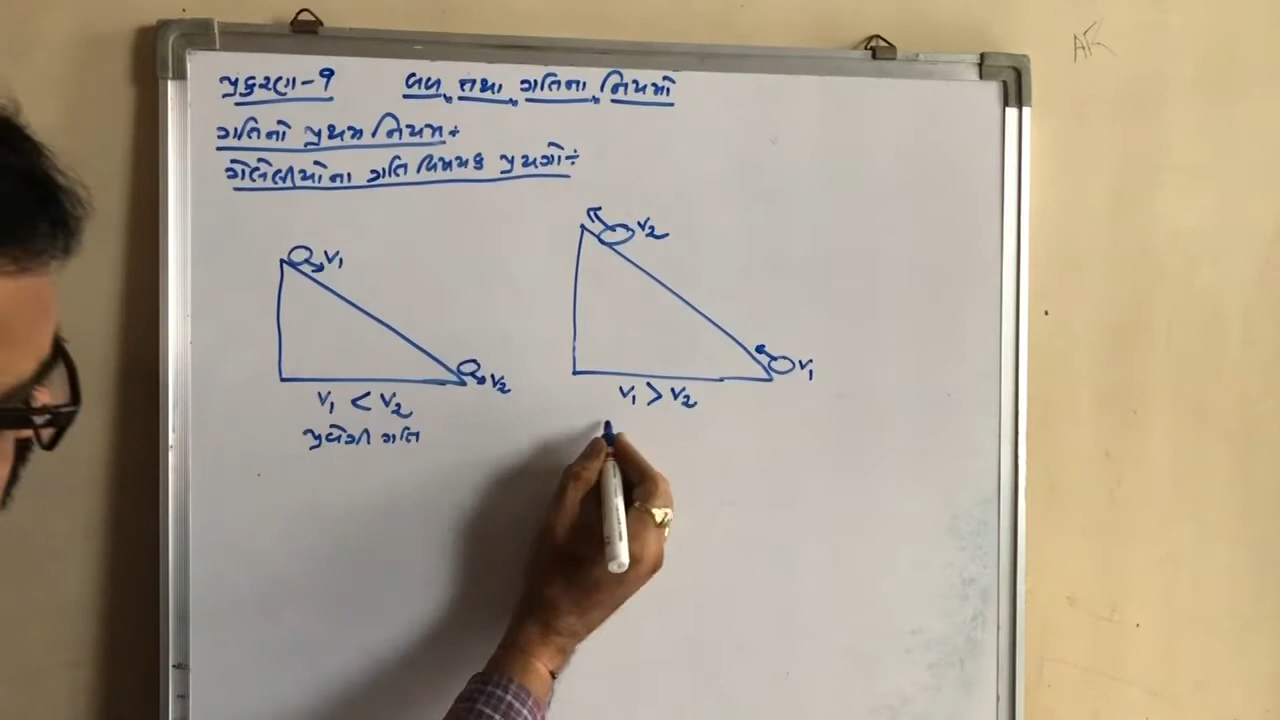 પ્રકરણ-9 બળ તથા ગતિના નિયમો
ગતિનો પ્રથમ નિયમ÷
ગેલેલીયોના ગતિ વિષયક પ્રયોગો÷
V₂
V₁
V₁
V₂
V₁ < V₂
V₁ > V₂
પ્રવેગી ગતિ